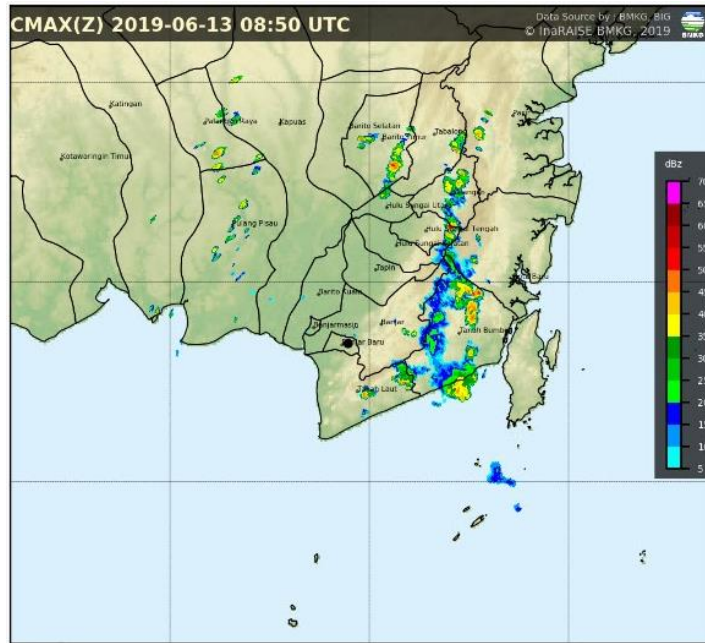 CMAX(Z) 2019-06-13 08:50 UTC
Data Source by : BMKG, BIG
© InaRAISE BMKG, 2019
BMKG
Katingan
Palangka Raya
Kapuas
Barito Selatan
Barito Timur
Tabalong
Kotawaringin Timur
Hulu Sungai Utara
Pulang Pisau
Hulu Sungai Tengah
Hulu Sungai Selatan
Tapin
Barito Kuala
Banjarmasin
Banjar
Tanah Bumbu
Tanah Laut
dBz
70
65
60
55
50
45
40
35
30
25
20
15
10
5